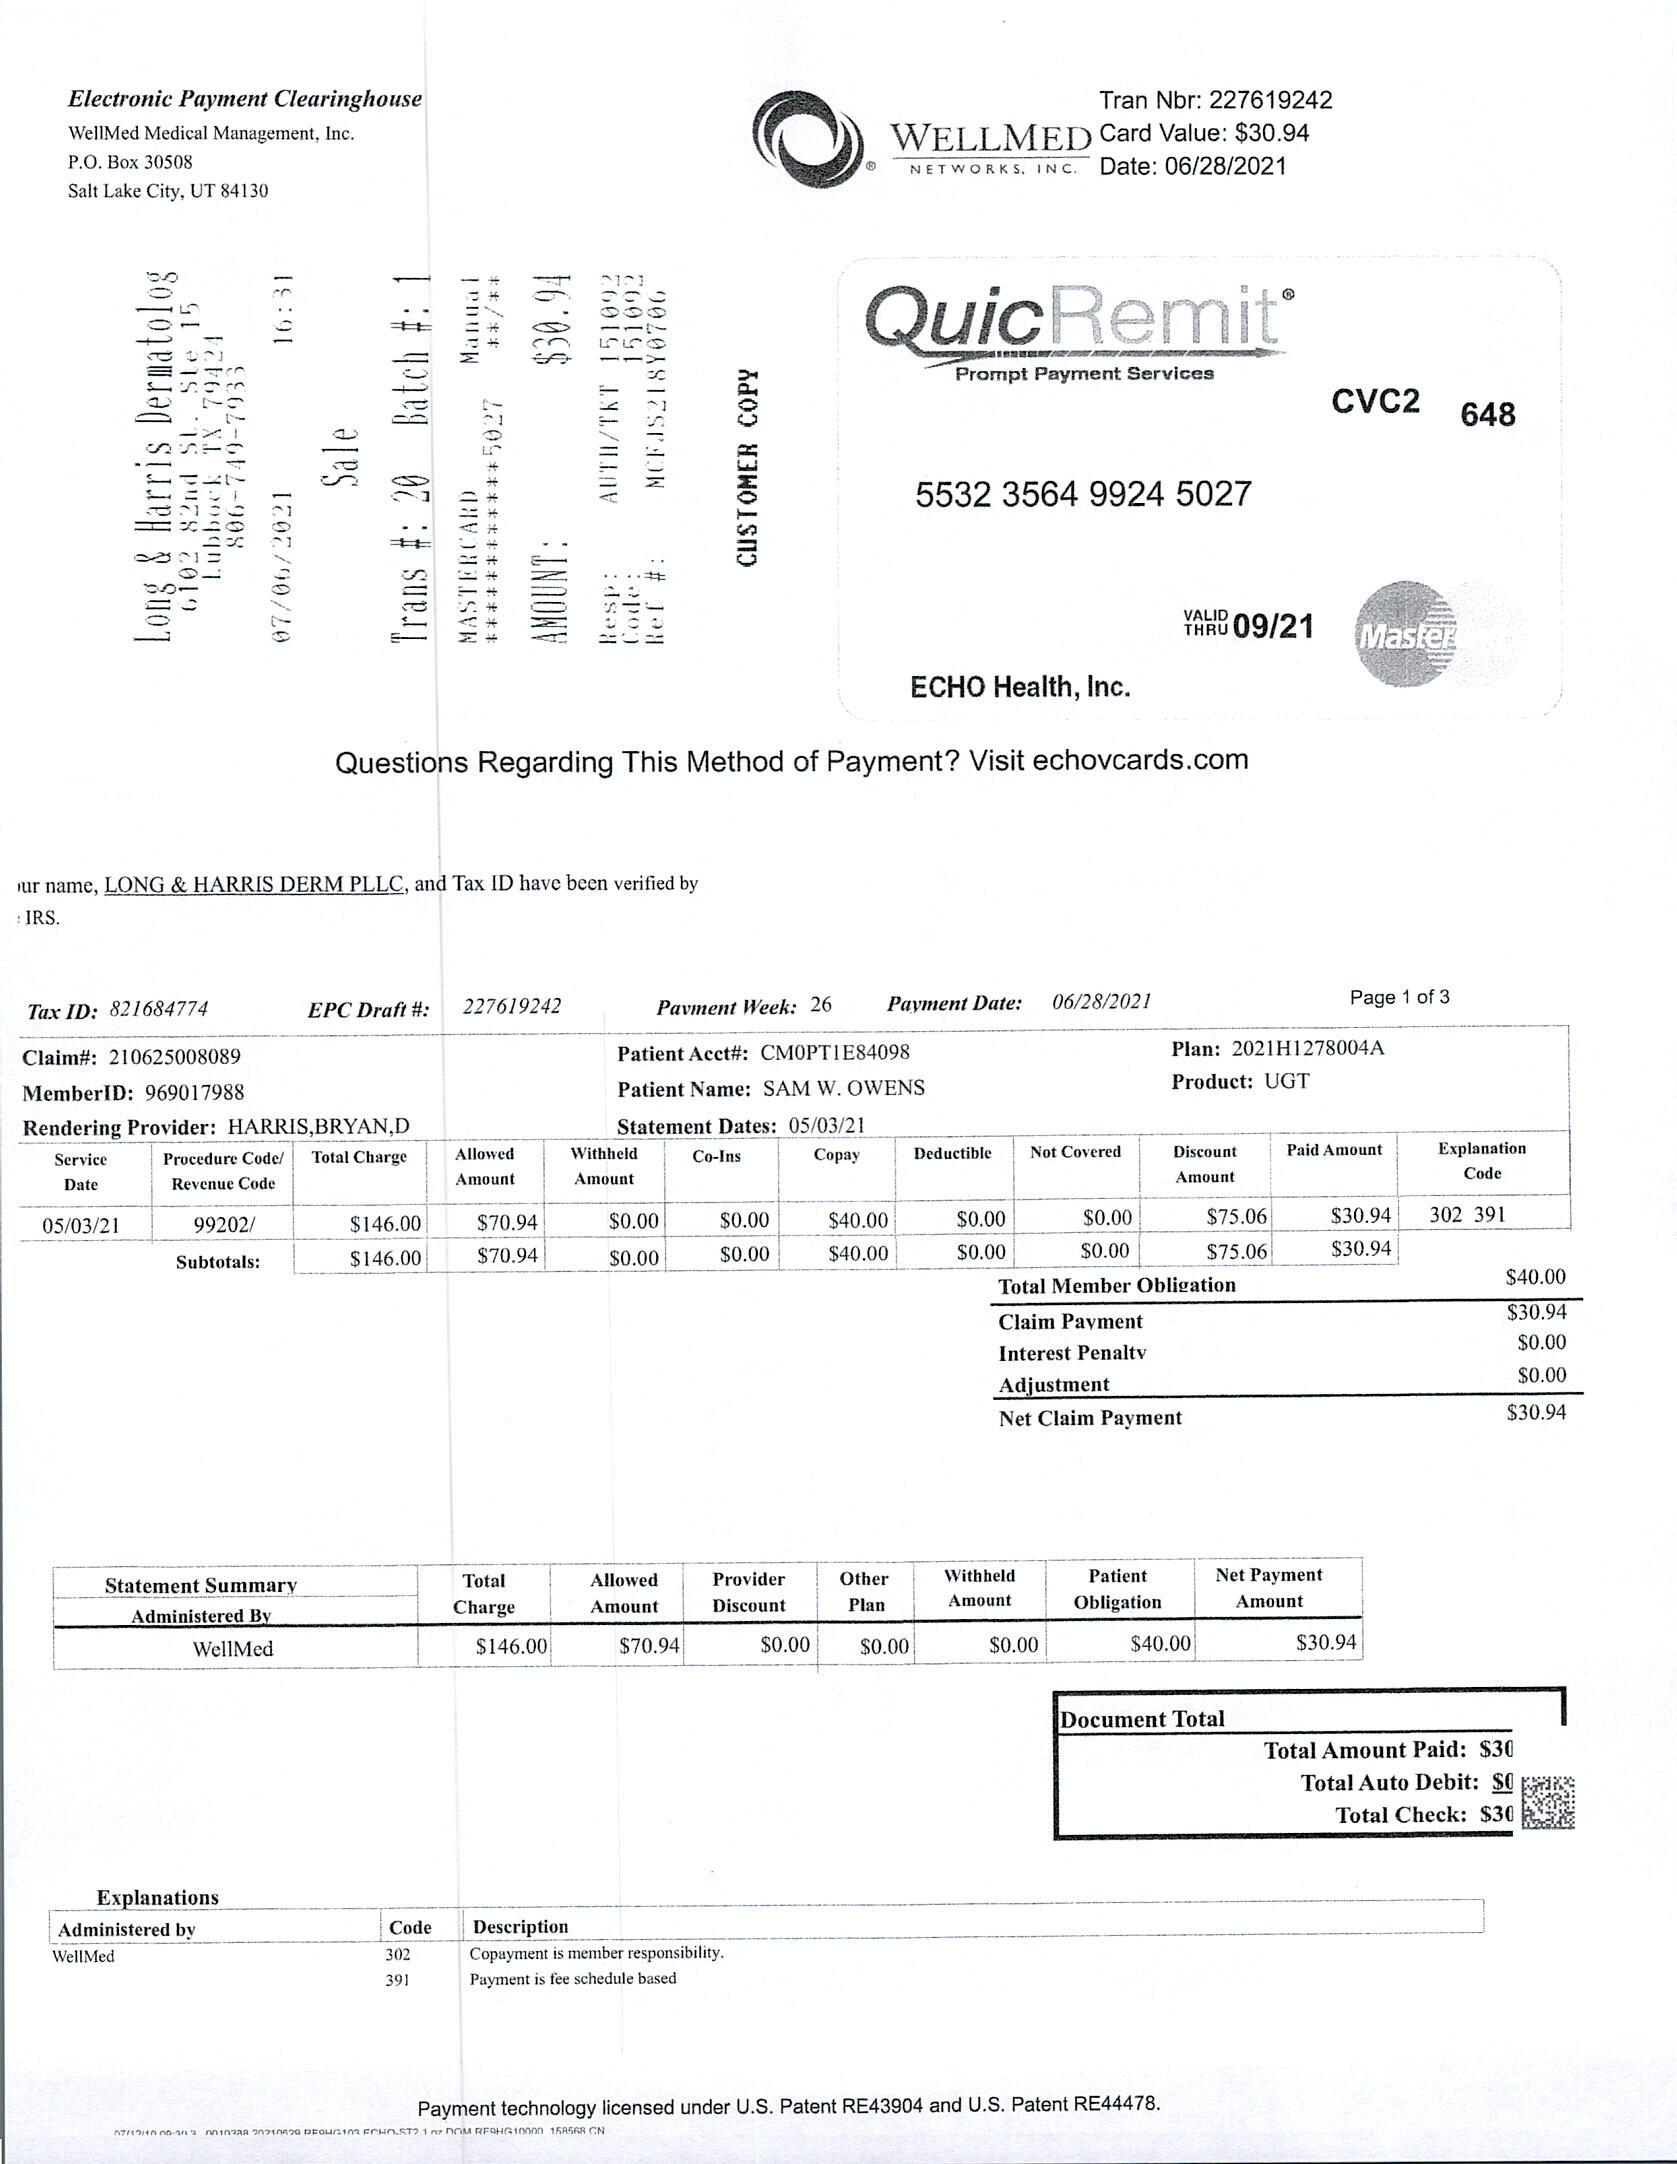 Electronic Payment Clearinghouse
WellMed Medical Management, Inc.
P.O. Box 30508
Salt Lake City, UT 84130
WELLMED
NETWORKS, INC.
®
Tran Nbr: 227619242
Card Value: $30.94
Date: 06/28/2021
Long & Harris Dermatolog
6102 82nd St. Ste 15
Lubbock TX 79424
806-749-7933
07/06/2021 16:31
Sale
Trans #: 20 Batch #: 1
MASTERCARD Manual
************5027 **/**
AMOUNT: $30.94
Resp: AUTH/TKT 151092
Code: 151092
Ref #: MCFJS218Y0706
CUSTOMER COPY
QuicRemit®
Prompt Payment Services
CVC2 648
5532 3564 9924 5027
VALID THRU 09/21
Master
ECHO Health, Inc.
Questions Regarding This Method of Payment? Visit echovcards.com
ur name, LONG & HARRIS DERM PLLC, and Tax ID have been verified by
IRS.
Tax ID: 821684774 EPC Draft #: 227619242 Payment Week: 26 Payment Date: 06/28/2021 Page 1 of 3
Claim#: 210625008089 Patient Acct#: CM0PT1E84098 Plan: 2021H1278004A
MemberID: 969017988 Patient Name: SAM W. OWENS Product: UGT
Rendering Provider: HARRIS,BRYAN,D Statement Dates: 05/03/21
Service Date Procedure Code/ Revenue Code Total Charge Allowed Amount Withheld Amount Co-Ins Copay Deductible Not Covered Discount Amount Paid Amount Explanation Code
05/03/21 99202/ $146.00 $70.94 $0.00 $0.00 $40.00 $0.00 $0.00 $75.06 $30.94 302 391
Subtotals: $146.00 $70.94 $0.00 $0.00 $40.00 $0.00 $0.00 $75.06 $30.94
Total Member Obligation $40.00
Claim Payment $30.94
Interest Penalty $0.00
Adjustment $0.00
Net Claim Payment $30.94
Statement Summary Total Charge Allowed Amount Provider Discount Other Plan Withheld Amount Patient Obligation Net Payment Amount
Administered By
WellMed $146.00 $70.94 $0.00 $0.00 $0.00 $40.00 $30.94
Document Total
Total Amount Paid: $30
Total Auto Debit: $0
Total Check: $30
Explanations
Administered by Code Description
WellMed 302 Copayment is member responsibility.
391 Payment is fee schedule based
Payment technology licensed under U.S. Patent RE43904 and U.S. Patent RE44478.